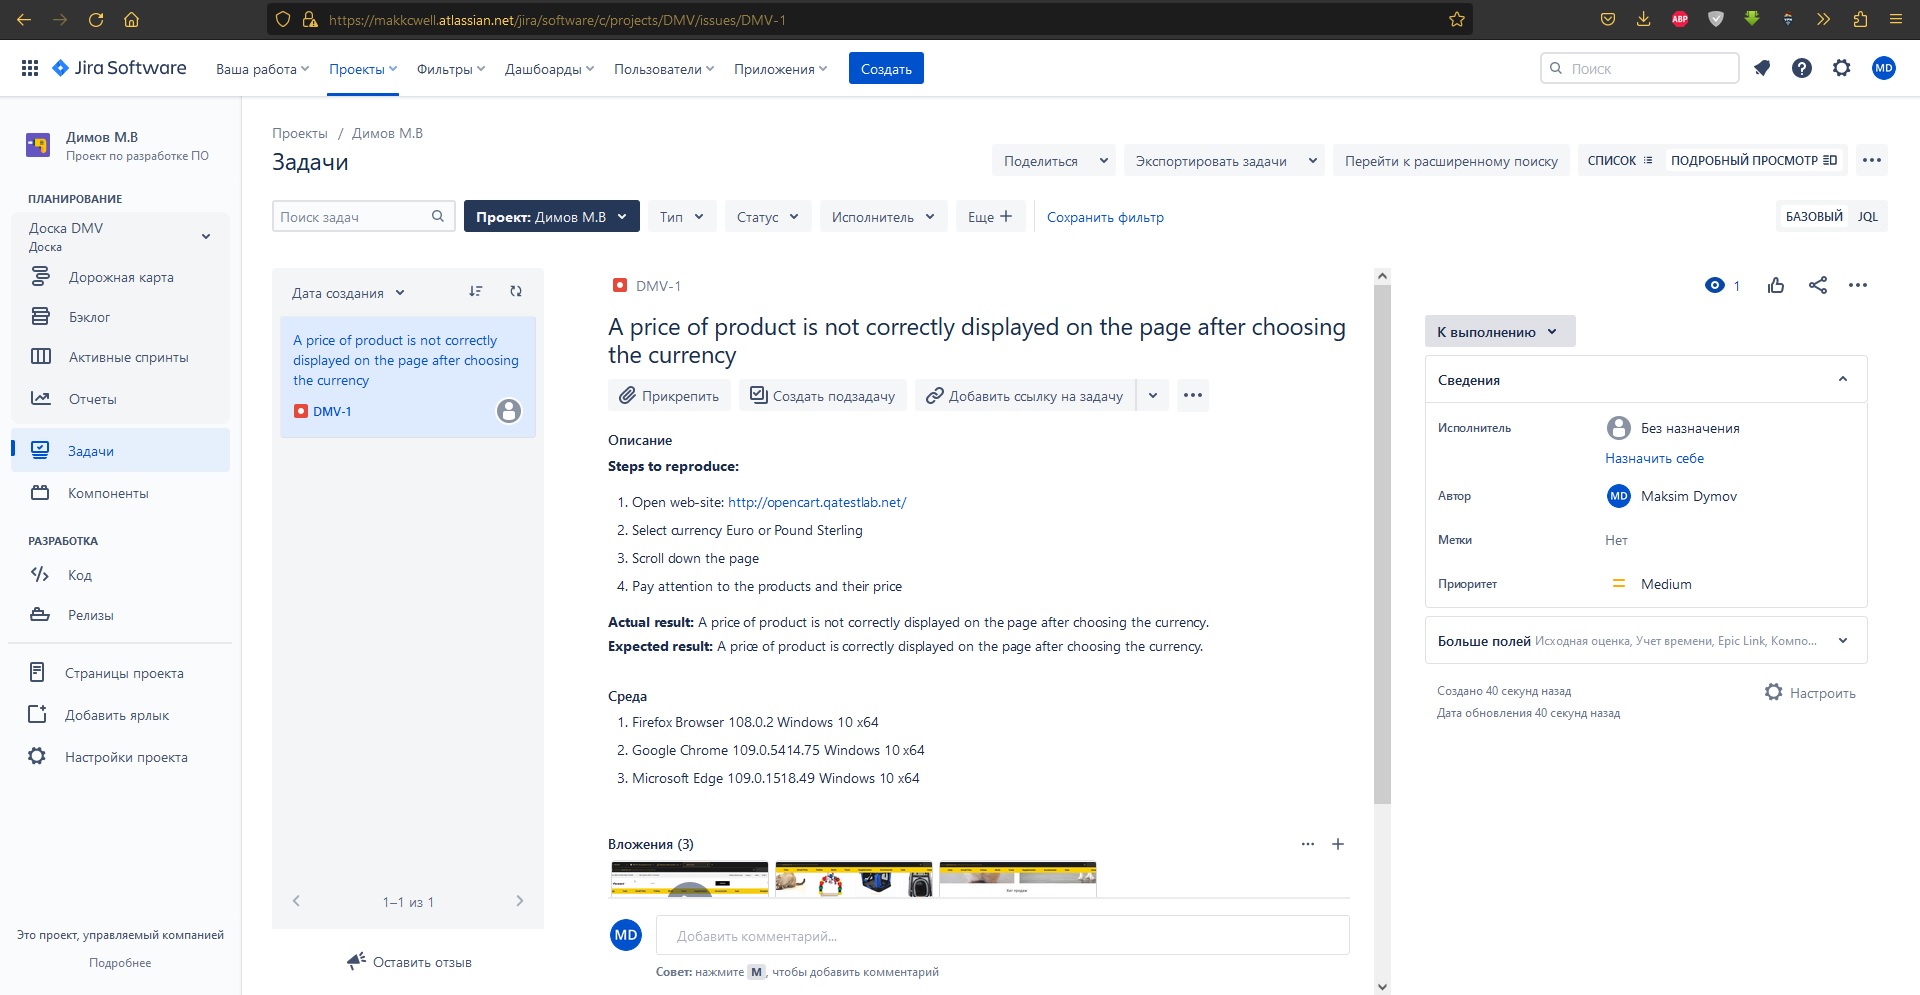 https://makkcwell.atlassian.net/jira/software/c/projects/DMV/issues/DMV-1
ABP
Jira Software
Ваша работа
Проекты
Фильтры
Дашборды
Пользователи
Приложения
Создать
Поиск
MD
Димов М.В
Проект по разработке ПО
ПЛАНИРОВАНИЕ
Доска DMV
Доска
Дорожная карта
Бэклог
Активные спринты
Отчеты
Задачи
Компоненты
РАЗРАБОТКА
Код
Релизы
Страницы проекта
Добавить ярлык
Настройки проекта
Это проект, управляемый компанией
Подробнее
Проекты / Димов М.В
Задачи
Поделиться
Экспортировать задачи
Перейти к расширенному поиску
СПИСОК
ПОДРОБНЫЙ ПРОСМОТР
Поиск задач
Проект: Димов М.В
Тип
Статус
Исполнитель
Еще
Сохранить фильтр
БАЗОВЫЙ
JQL
Дата создания
A price of product is not correctly
displayed on the page after choosing
the currency
DMV-1
1–1 из 1
Оставить отзыв
DMV-1
A price of product is not correctly displayed on the page after choosing
the currency
Прикрепить
Создать подзадачу
Добавить ссылку на задачу
Описание
Steps to reproduce:
1. Open web-site: http://opencart.qatestlab.net/
2. Select currency Euro or Pound Sterling
3. Scroll down the page
4. Pay attention to the products and their price
Actual result: A price of product is not correctly displayed on the page after choosing the currency.
Expected result: A price of product is correctly displayed on the page after choosing the currency.
Среда
1. Firefox Browser 108.0.2 Windows 10 x64
2. Google Chrome 109.0.5414.75 Windows 10 x64
3. Microsoft Edge 109.0.1518.49 Windows 10 x64
Вложения (3)
MD
Добавить комментарий...
Совет: нажмите M, чтобы добавить комментарий
1
К выполнению
Сведения
Исполнитель
Без назначения
Назначить себе
Автор
MD Maksim Dymov
Метки
Нет
Приоритет
Medium
Больше полей Исходная оценка, Учет времени, Epic Link, Компо...
Создано 40 секунд назад
Дата обновления 40 секунд назад
Настроить